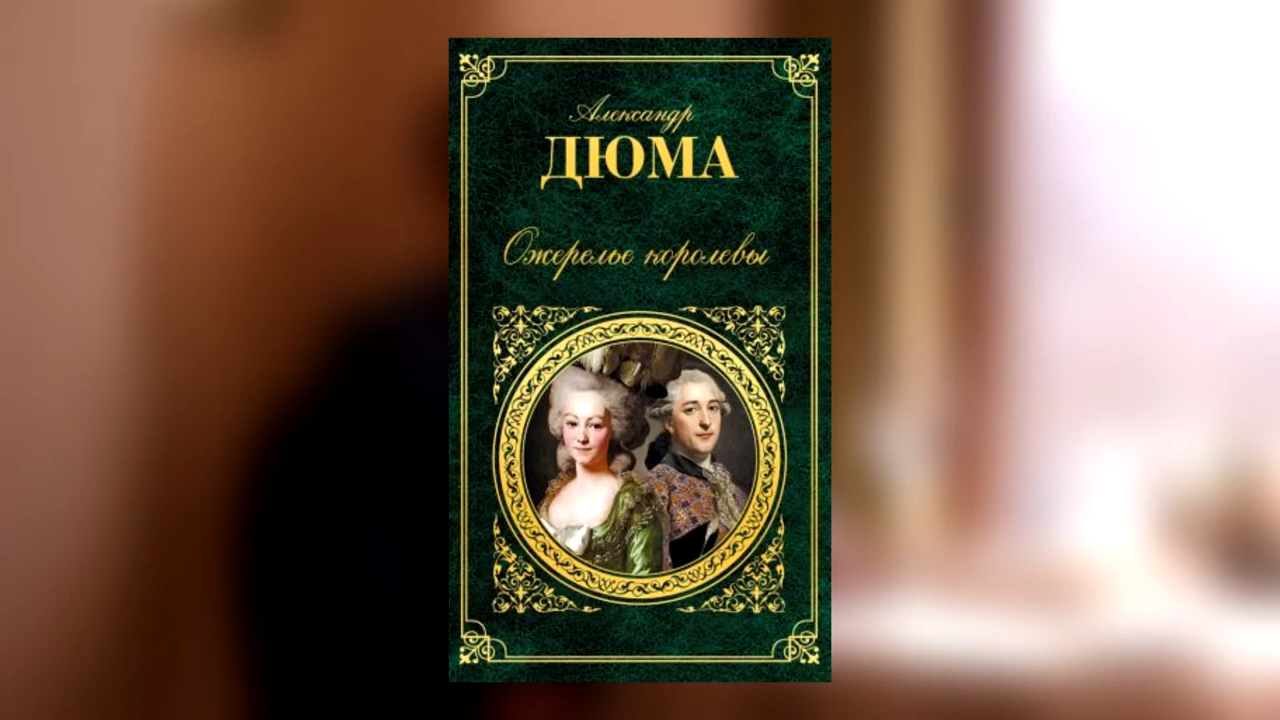 Александр
ДЮМА
Ожерелье королевы